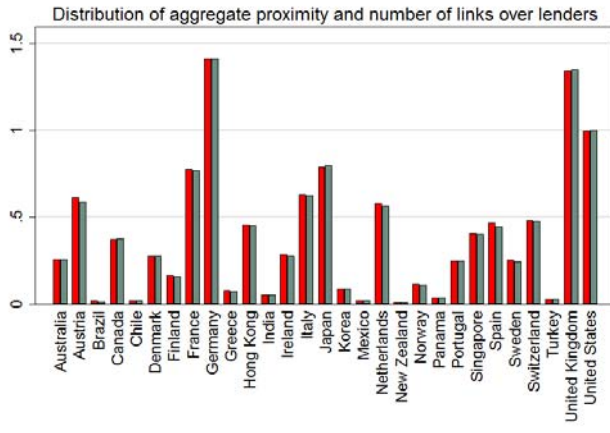 Distribution of aggregate proximity and number of links over lenders
1.5
1
.5
0
Australia
Austria
Brazil
Canada
Chile
Denmark
Finland
France
Germany
Greece
Hong Kong
India
Ireland
Italy
Japan
Korea
Mexico
Netherlands
New Zealand
Norway
Panama
Portugal
Singapore
Spain
Sweden
Switzerland
Turkey
United Kingdom
United States